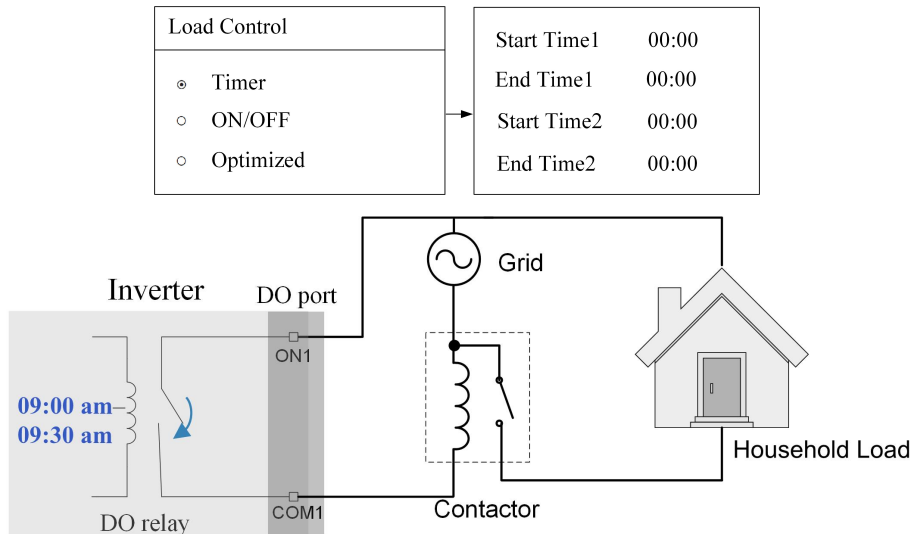 Load Control
Timer
ON/OFF
Optimized
Start Time1 00:00
End Time1 00:00
Start Time2 00:00
End Time2 00:00
Grid
Inverter
DO port
ON1
09:00 am
09:30 am
Household Load
COM1
Contactor
DO relay